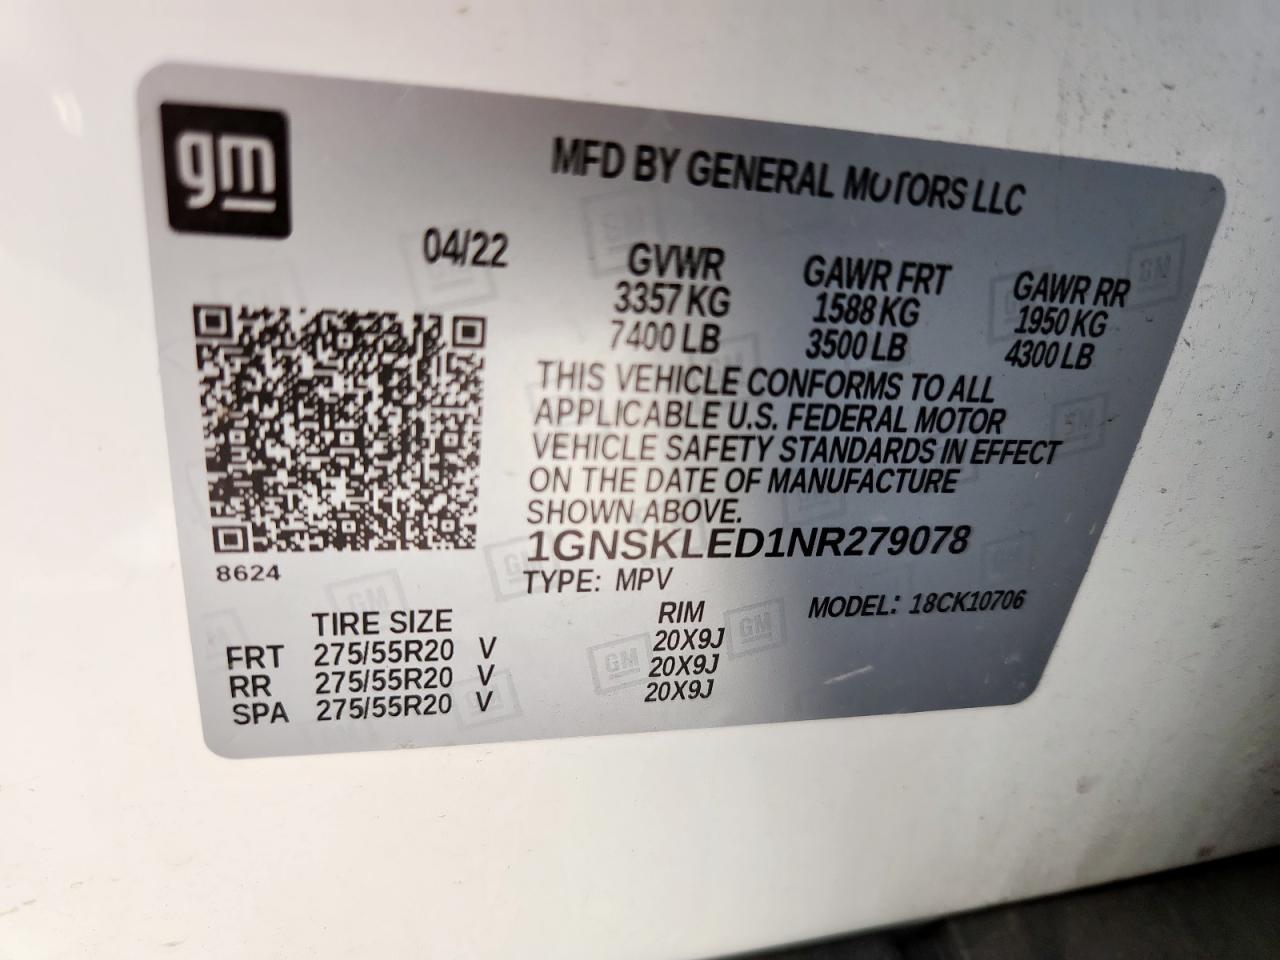 gm
MFD BY GENERAL MOTORS LLC
04/22
GVWR GAWR FRT GAWR RR
3357 KG 1588 KG 1950 KG
7400 LB 3500 LB 4300 LB
THIS VEHICLE CONFORMS TO ALL
APPLICABLE U.S. FEDERAL MOTOR
VEHICLE SAFETY STANDARDS IN EFFECT
ON THE DATE OF MANUFACTURE
SHOWN ABOVE.
1GNSKLED1NR279078
8624
TYPE: MPV MODEL: 18CK10706
TIRE SIZE RIM
FRT 275/55R20 V 20X9J
RR 275/55R20 V 20X9J
SPA 275/55R20 V 20X9J